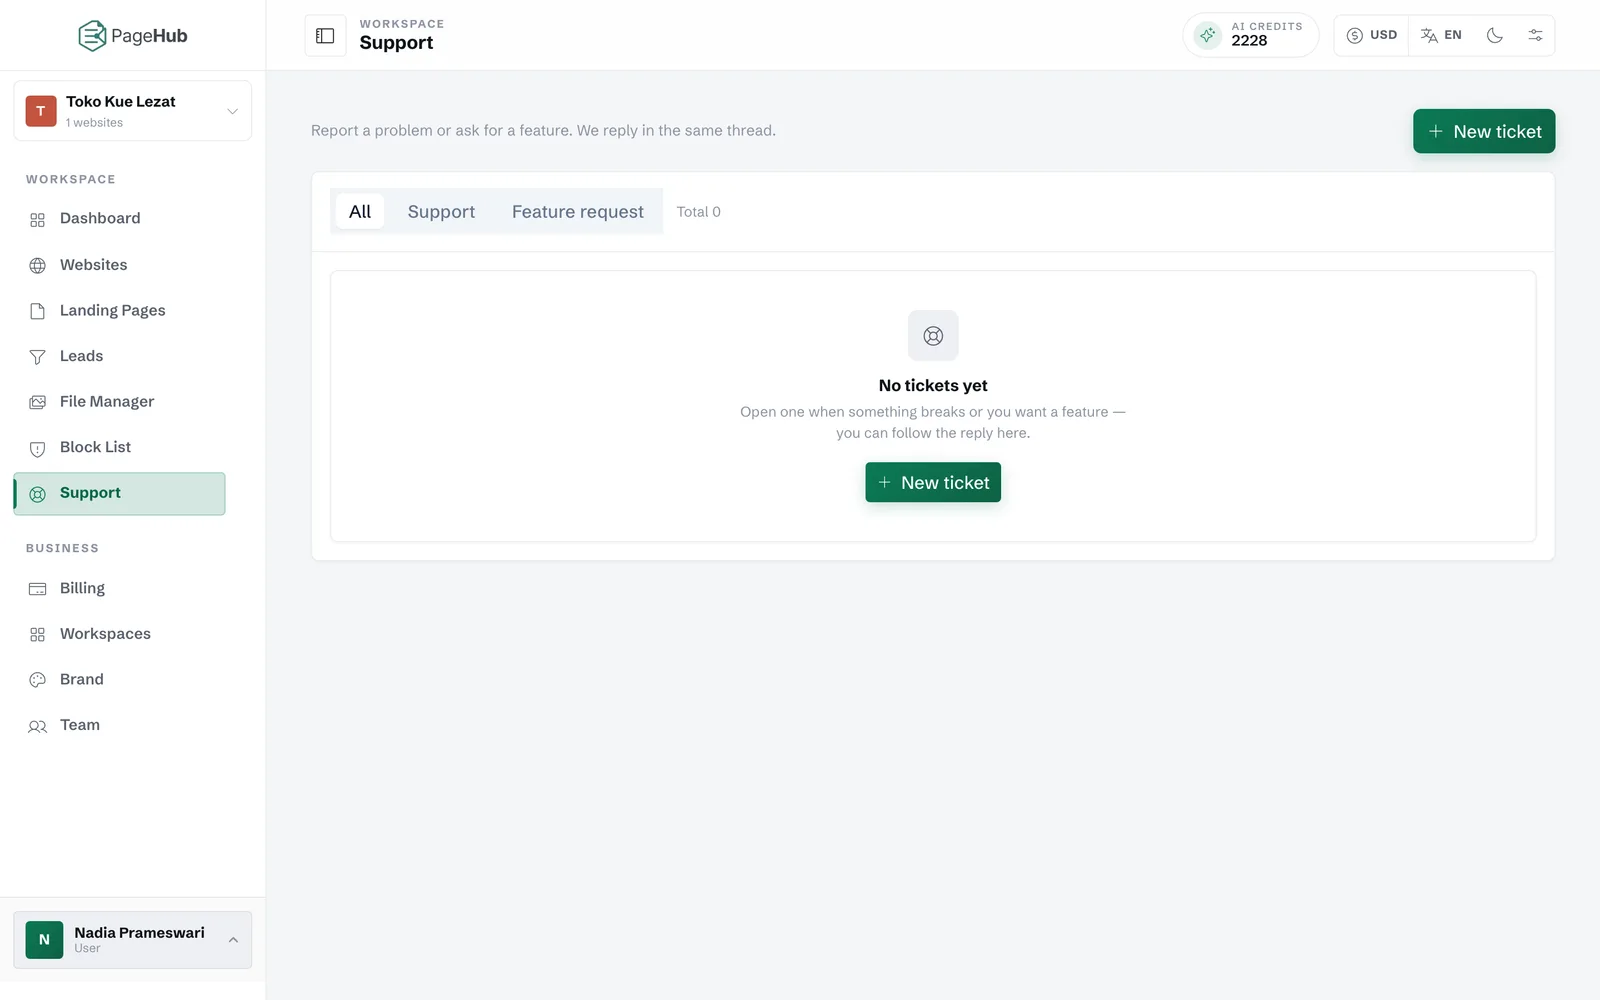 PageHub
WORKSPACE
Support
AI CREDITS
2228
USD
EN
T
Toko Kue Lezat
1 websites
WORKSPACE
Dashboard
Websites
Landing Pages
Leads
File Manager
Block List
Support
BUSINESS
Billing
Workspaces
Brand
Team
N
Nadia Prameswari
User
Report a problem or ask for a feature. We reply in the same thread.
+ New ticket
All
Support
Feature request
Total 0
No tickets yet
Open one when something breaks or you want a feature —
you can follow the reply here.
+ New ticket